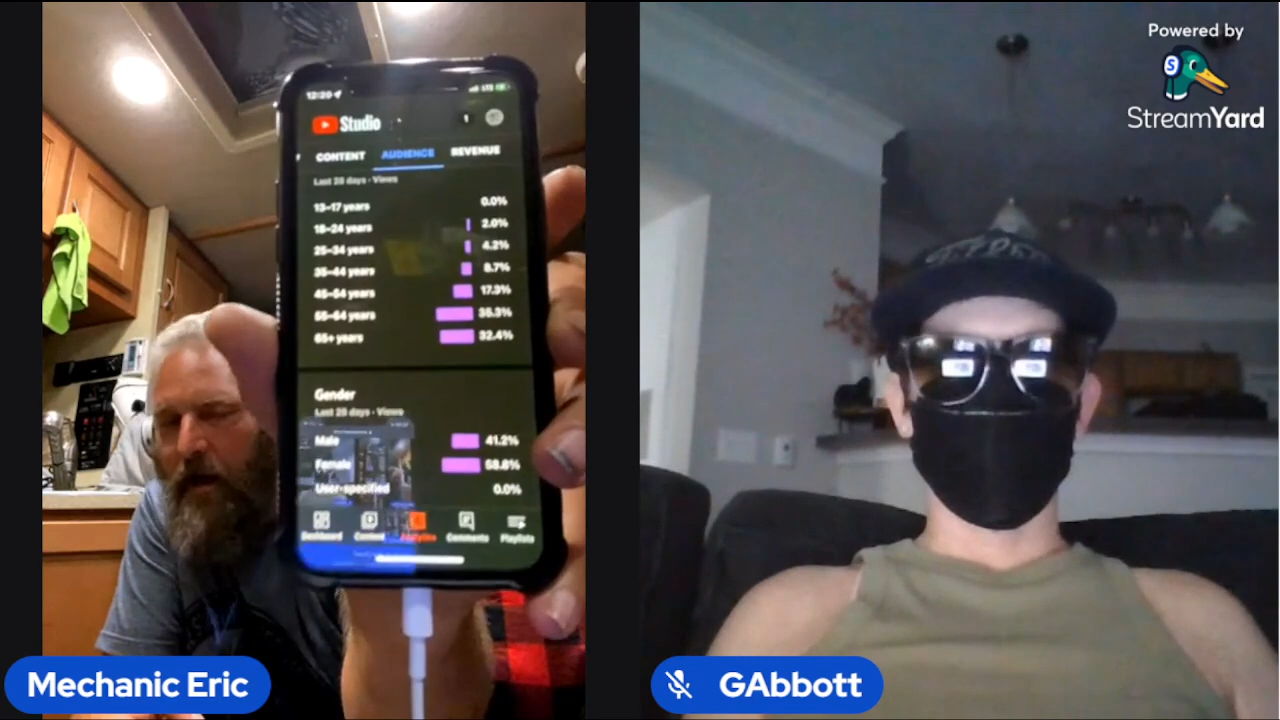 12:29
LTE
Studio
1
CONTENT AUDIENCE REVENUE
Last 28 days · Views
13–17 years 0.0%
18–24 years 2.0%
25–34 years 4.2%
35–44 years 8.7%
45–54 years 17.3%
55–64 years 35.3%
65+ years 32.4%
Gender
Last 28 days · Views
Male 41.2%
Female 58.8%
User-specified 0.0%
Dashboard Content Analytics Comments Playlists
Mechanic Eric
Powered by
S
StreamYard
GAbbott